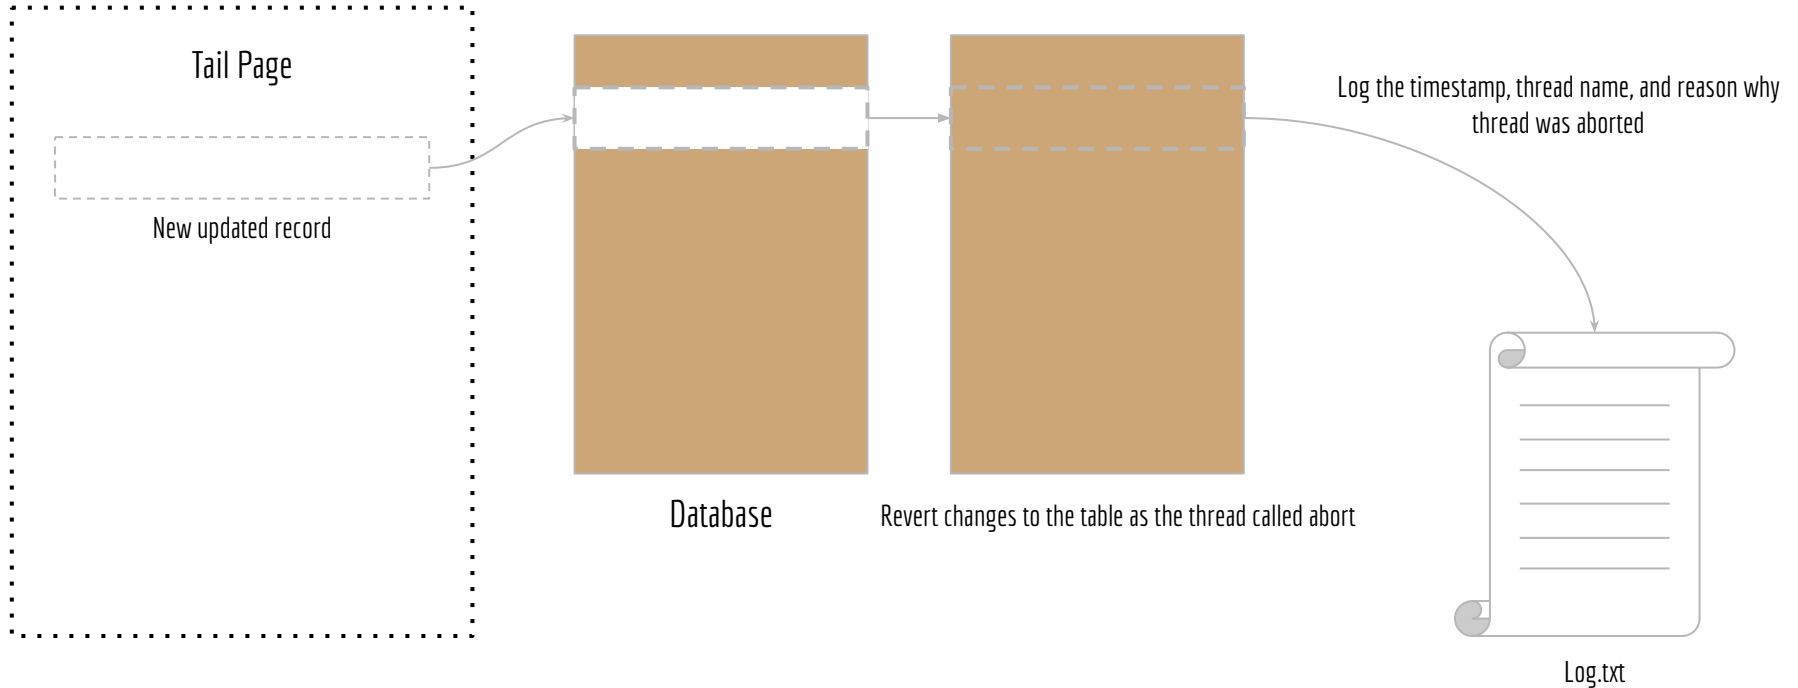 Tail Page
New updated record
Database
Revert changes to the table as the thread called abort
Log the timestamp, thread name, and reason why
thread was aborted
Log.txt